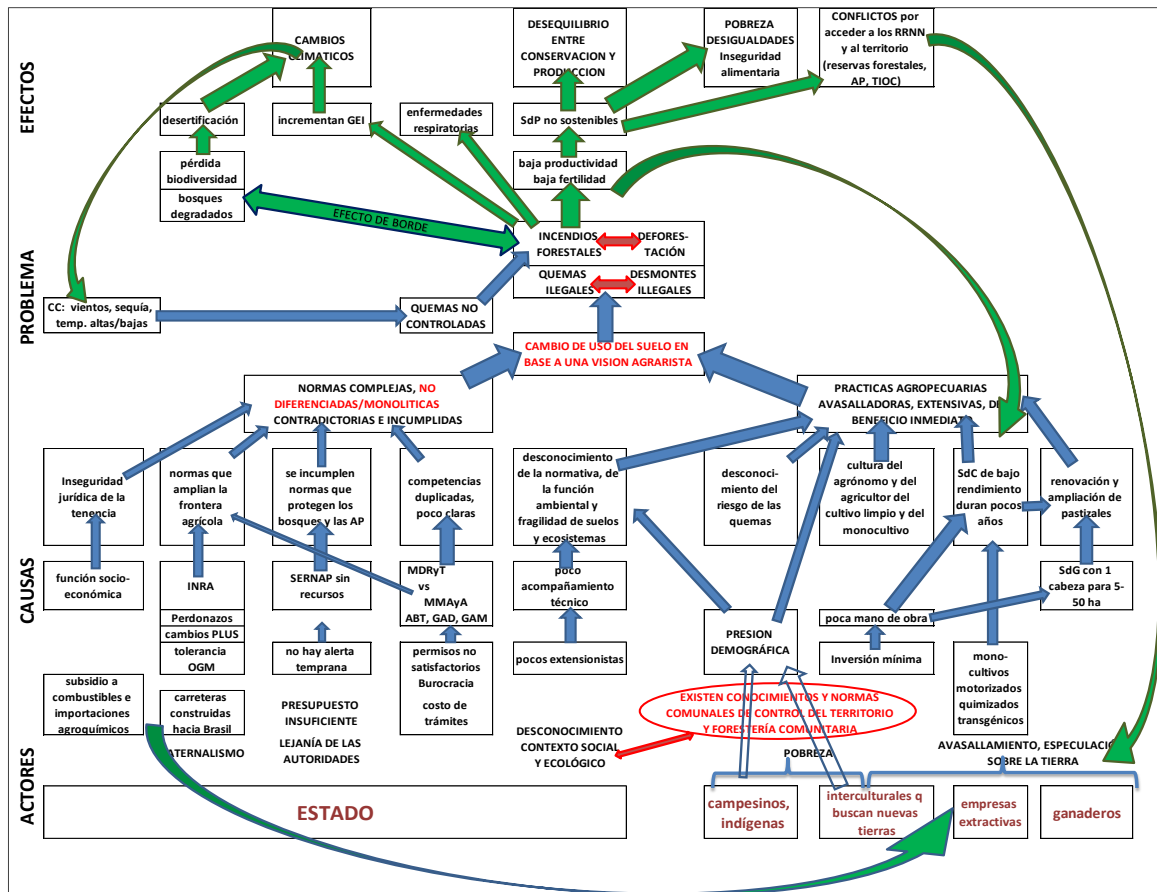 EFECTOS
CAMBIOS
CLIMATICOS
DESEQUILIBRIO
ENTRE
CONSERVACION Y
PRODUCCION
POBREZA
DESIGUALDADES
Inseguridad
alimentaria
CONFLICTOS por
acceder a los RRNN
y al territorio
(reservas forestales,
AP, TIOC)
desertificación
incrementan GEI
enfermedades
respiratorias
SdP no sostenibles
pérdida
biodiversidad
baja productividad
baja fertilidad
bosques
degradados
EFECTO DE BORDE
PROBLEMA
INCENDIOS
FORESTALES
DEFORES-
TACIÓN
QUEMAS
ILEGALES
DESMONTES
ILLEGALES
CC: vientos, sequía,
temp. altas/bajas
QUEMAS NO
CONTROLADAS
CAMBIO DE USO DEL SUELO EN
BASE A UNA VISION AGRARISTA
NORMAS COMPLEJAS, NO
DIFERENCIADAS/MONOLITICAS
CONTRADICTORIAS E INCUMPLIDAS
PRACTICAS AGROPECUARIAS
AVASALLADORAS, EXTENSIVAS, DE
BENEFICIO INMEDIATO
CAUSAS
Inseguridad
jurídica de la
tenencia
normas que
amplian la
frontera
agrícola
se incumplen
normas que
protegen los
bosques y las AP
competencias
duplicadas,
poco claras
desconocimiento
de la normativa, de
la función
ambiental y
fragilidad de suelos
y ecosistemas
desconoci-
miento del
riesgo de las
quemas
cultura del
agrónomo y del
agricultor del
cultivo limpio y del
monocultivo
SdC de bajo
rendimiento
duran pocos
años
renovación y
ampliación de
pastizales
función socio-
económica
INRA
SERNAP sin
recursos
MDRyT
vs
MMAyA
ABT, GAD, GAM
poco
acompañamiento
técnico
SdG con 1
cabeza para 5-
50 ha
Perdonazos
cambios PLUS
tolerancia
OGM
no hay alerta
temprana
permisos no
satisfactorios
Burocracia
pocos extensionistas
PRESION
DEMOGRÁFICA
poca mano de obra
Inversión mínima
mono-
cultivos
motorizados
quimizados
transgénicos
subsidio a
combustibles e
importaciones
agroquímicos
carreteras
construidas
hacia Brasil
PRESUPUESTO
INSUFICIENTE
costo de
trámites
EXISTEN CONOCIMIENTOS Y NORMAS
COMUNALES DE CONTROL DEL TERRITORIO
Y FORESTERÍA COMUNITARIA
ACTORES
ATERNALISMO
LEJANÍA DE LAS
AUTORIDADES
DESCONOCIMIENTO
CONTEXTO SOCIAL
Y ECOLÓGICO
POBREZA
AVASALLAMIENTO, ESPECULACIÓ
SOBRE LA TIERRA
ESTADO
campesinos,
indígenas
interculturales q
buscan nuevas
tierras
empresas
extractivas
ganaderos